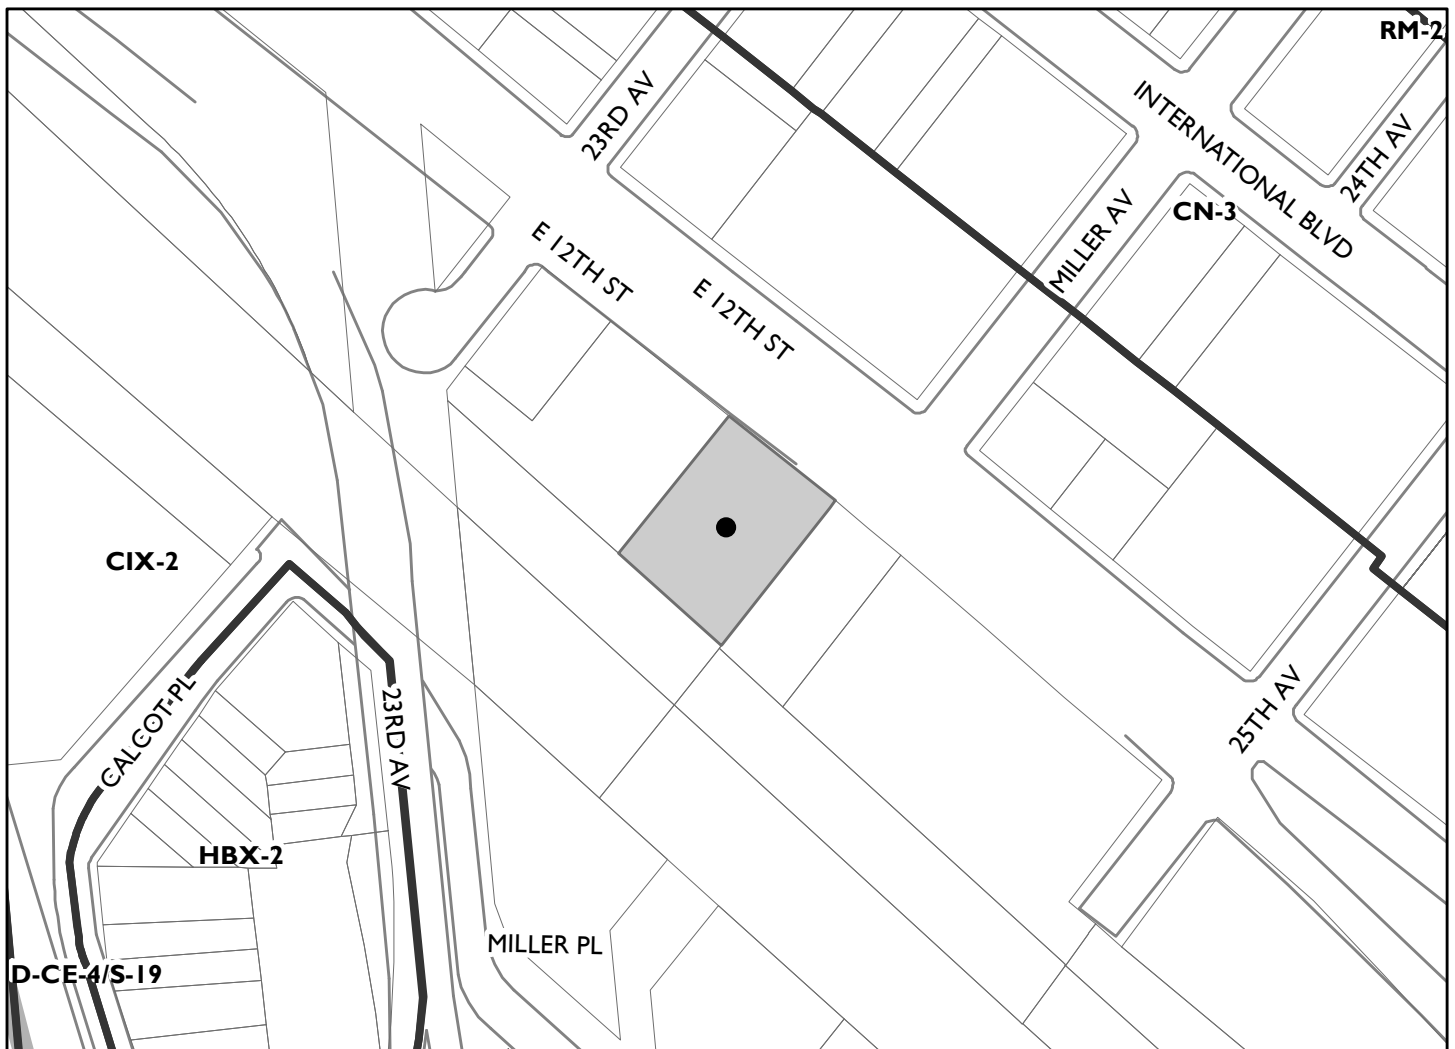 RM-2
23RD AV
INTERNATIONAL BLVD
24TH AV
CN-3
MILLER AV
E 12TH ST
E 12TH ST
CIX-2
25TH AV
CALCOT PL
23RD AV
HBX-2
MILLER PL
D-CE-4/S-19